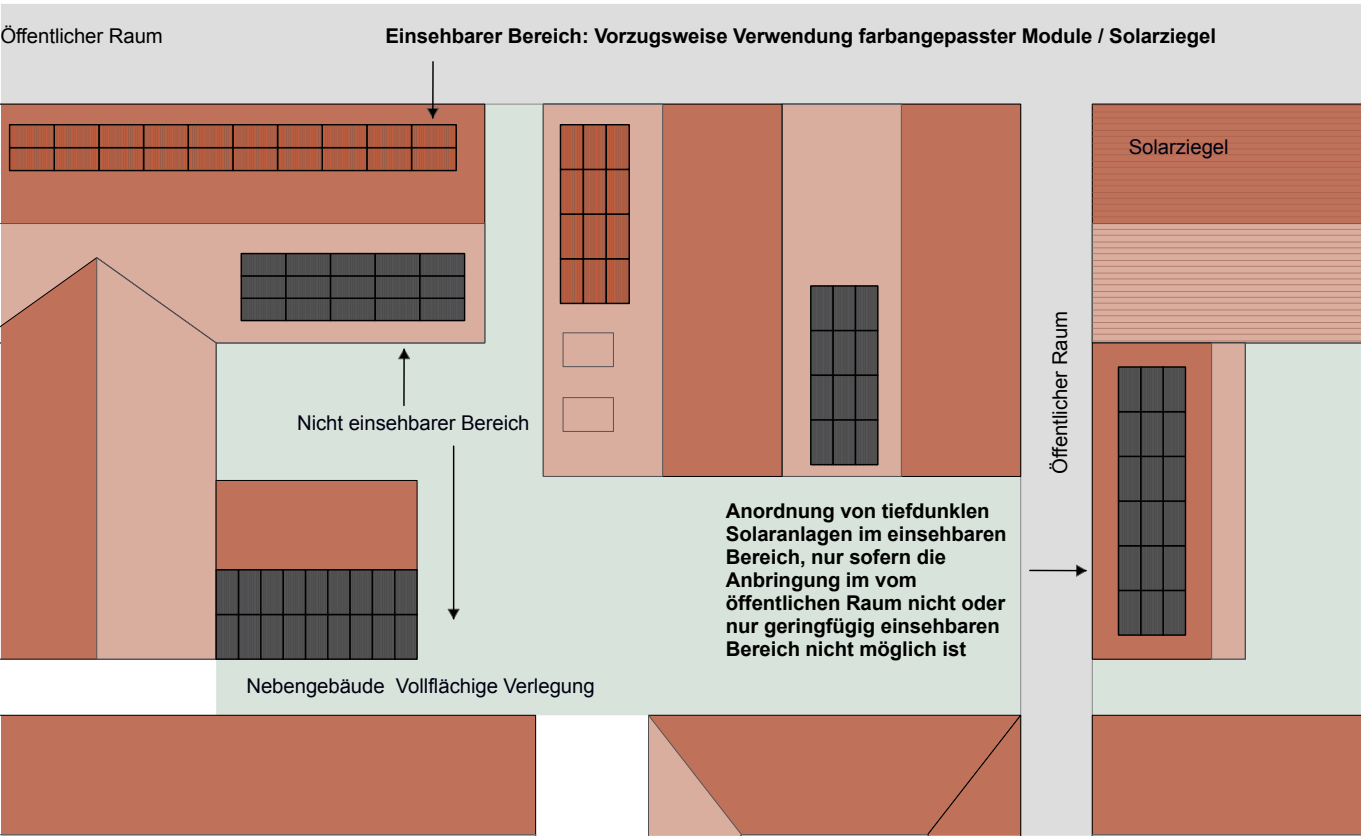 Öffentlicher Raum
Einsehbarer Bereich: Vorzugsweise Verwendung farbangepasster Module / Solarziegel
Solarziegel
Öffentlicher Raum
Nicht einsehbarer Bereich
Anordnung von tiefdunklen
Solaranlagen im einsehbaren
Bereich, nur sofern die
Anbringung im vom
öffentlichen Raum nicht oder
nur geringfügig einsehbaren
Bereich nicht möglich ist
Nebengebäude Vollflächige Verlegung